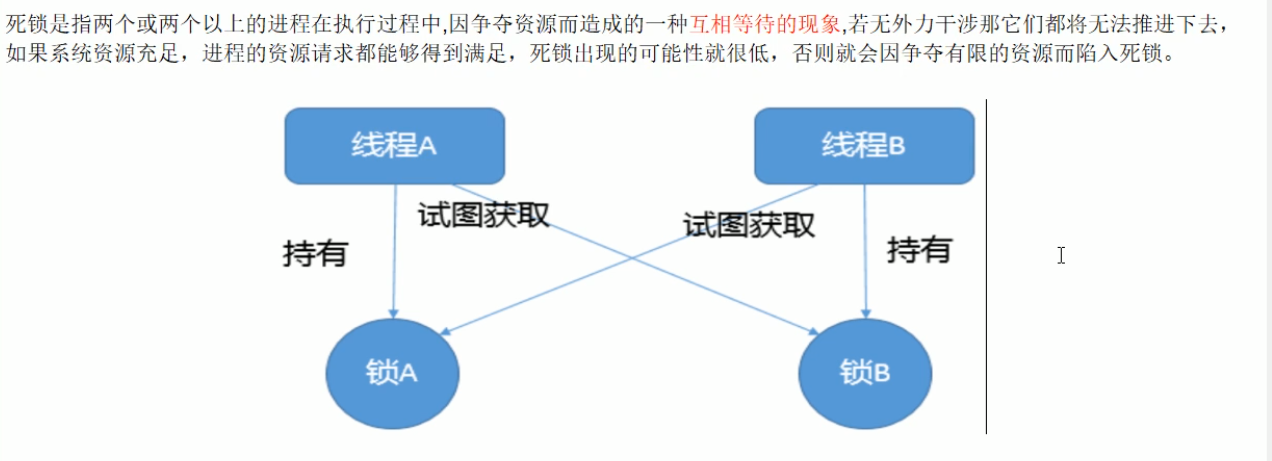 死锁是指两个或两个以上的进程在执行过程中,因争夺资源而造成的一种互相等待的现象,若无外力干涉那它们都将无法推进下去，
如果系统资源充足，进程的资源请求都能够得到满足，死锁出现的可能性就很低，否则就会因争夺有限的资源而陷入死锁。
线程A
线程B
试图获取
试图获取
持有
持有
锁A
锁B